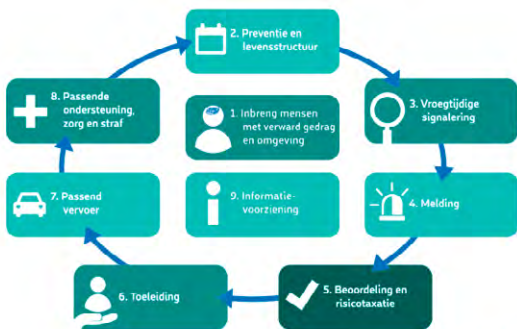 2. Preventie en
levensstructuur
8. Passende
ondersteuning,
zorg en straf
1. Inbreng mensen
met verward gedrag
en omgeving
3. Vroegtijdige
signalering
7. Passend
vervoer
9. Informatie-
voorziening
4. Melding
6. Toeleiding
5. Beoordeling en
risicotaxatie